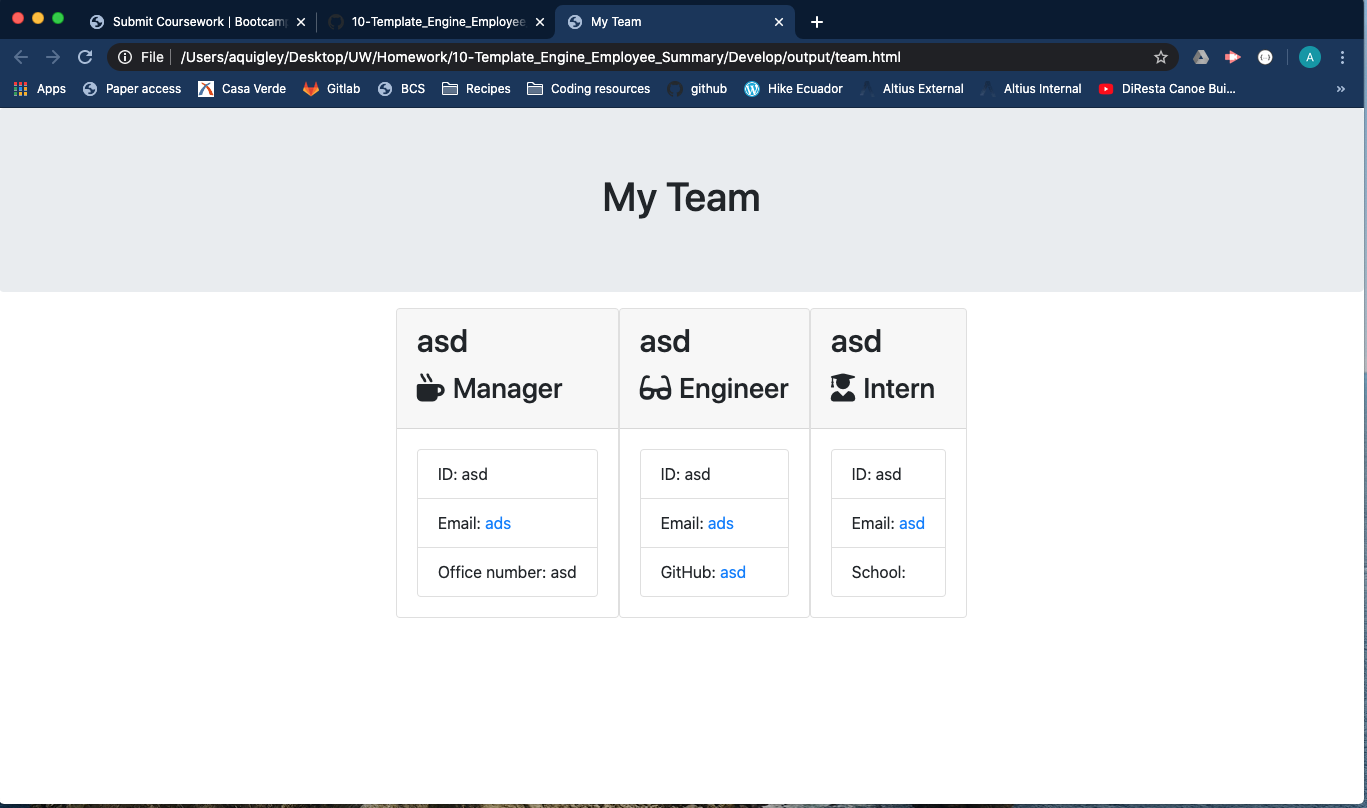 Submit Coursework | Bootcamp
10-Template_Engine_Employee
My Team
File /Users/aquigley/Desktop/UW/Homework/10-Template_Engine_Employee_Summary/Develop/output/team.html
A
Apps Paper access Casa Verde Gitlab BCS Recipes Coding resources github Hike Ecuador Altius External Altius Internal DiResta Canoe Bui... »
My Team
asd
Manager
ID: asd
Email: ads
Office number: asd
asd
Engineer
ID: asd
Email: ads
GitHub: asd
asd
Intern
ID: asd
Email: asd
School: